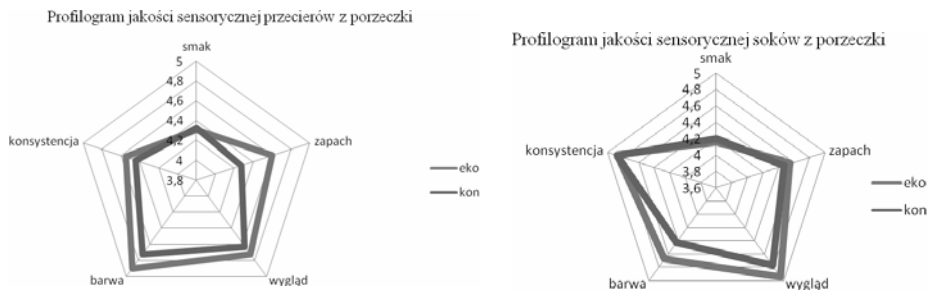 Profilogram jakości sensorycznej przecierów z porzeczki
smak
5
4,8
4,6
4,4
4,2
4
3,8
konsystencja
zapach
barwa
wygląd
eko
kon
Profilogram jakości sensorycznej soków z porzeczki
smak
5
4,8
4,6
4,4
4,2
4
3,8
3,6
konsystencja
zapach
barwa
wygląd
eko
kon